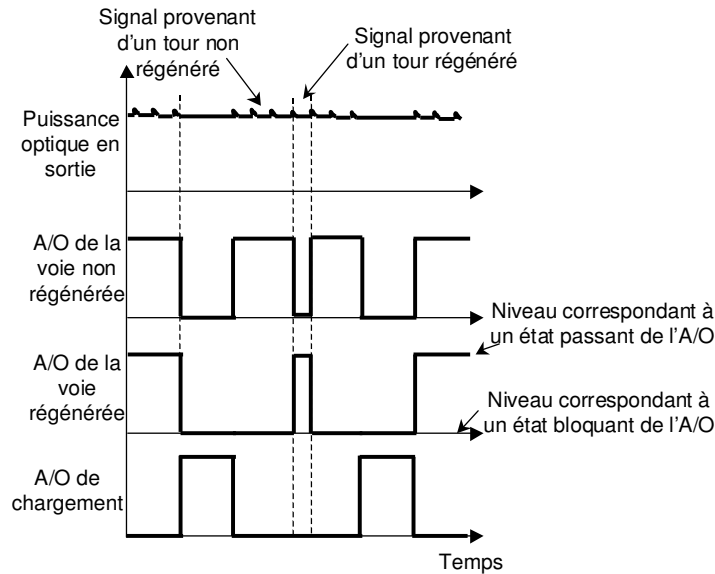 Signal provenant
d'un tour non
régénéré
Signal provenant
d'un tour régénéré
Puissance
optique en
sortie
A/O de la
voie non
régénérée
Niveau correspondant à
un état passant de l'A/O
A/O de la
voie
régénérée
Niveau correspondant à
un état bloquant de l'A/O
A/O de
chargement
Temps